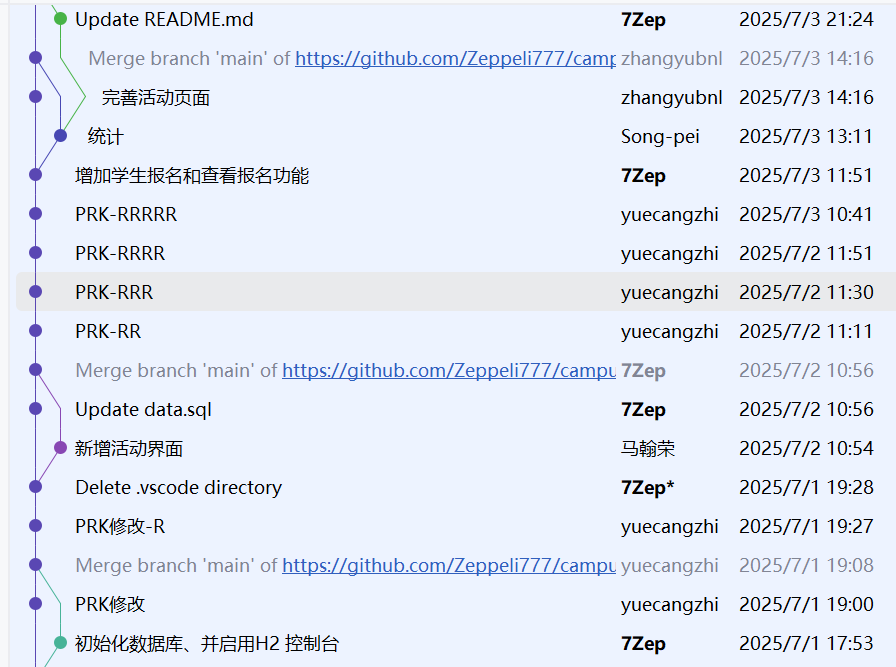 Update README.md 7Zep 2025/7/3 21:24
Merge branch 'main' of https://github.com/Zeppeli777/camp zhangyubnl 2025/7/3 14:16
完善活动页面 zhangyubnl 2025/7/3 14:16
统计 Song-pei 2025/7/3 13:11
增加学生报名和查看报名功能 7Zep 2025/7/3 11:51
PRK-RRRRR yuecangzhi 2025/7/3 10:41
PRK-RRRR yuecangzhi 2025/7/2 11:51
PRK-RRR yuecangzhi 2025/7/2 11:30
PRK-RR yuecangzhi 2025/7/2 11:11
Merge branch 'main' of https://github.com/Zeppeli777/campu 7Zep 2025/7/2 10:56
Update data.sql 7Zep 2025/7/2 10:56
新增活动界面 马翰荣 2025/7/2 10:54
Delete .vscode directory 7Zep* 2025/7/1 19:28
PRK修改-R yuecangzhi 2025/7/1 19:27
Merge branch 'main' of https://github.com/Zeppeli777/campu yuecangzhi 2025/7/1 19:08
PRK修改 yuecangzhi 2025/7/1 19:00
初始化数据库、并启用H2 控制台 7Zep 2025/7/1 17:53